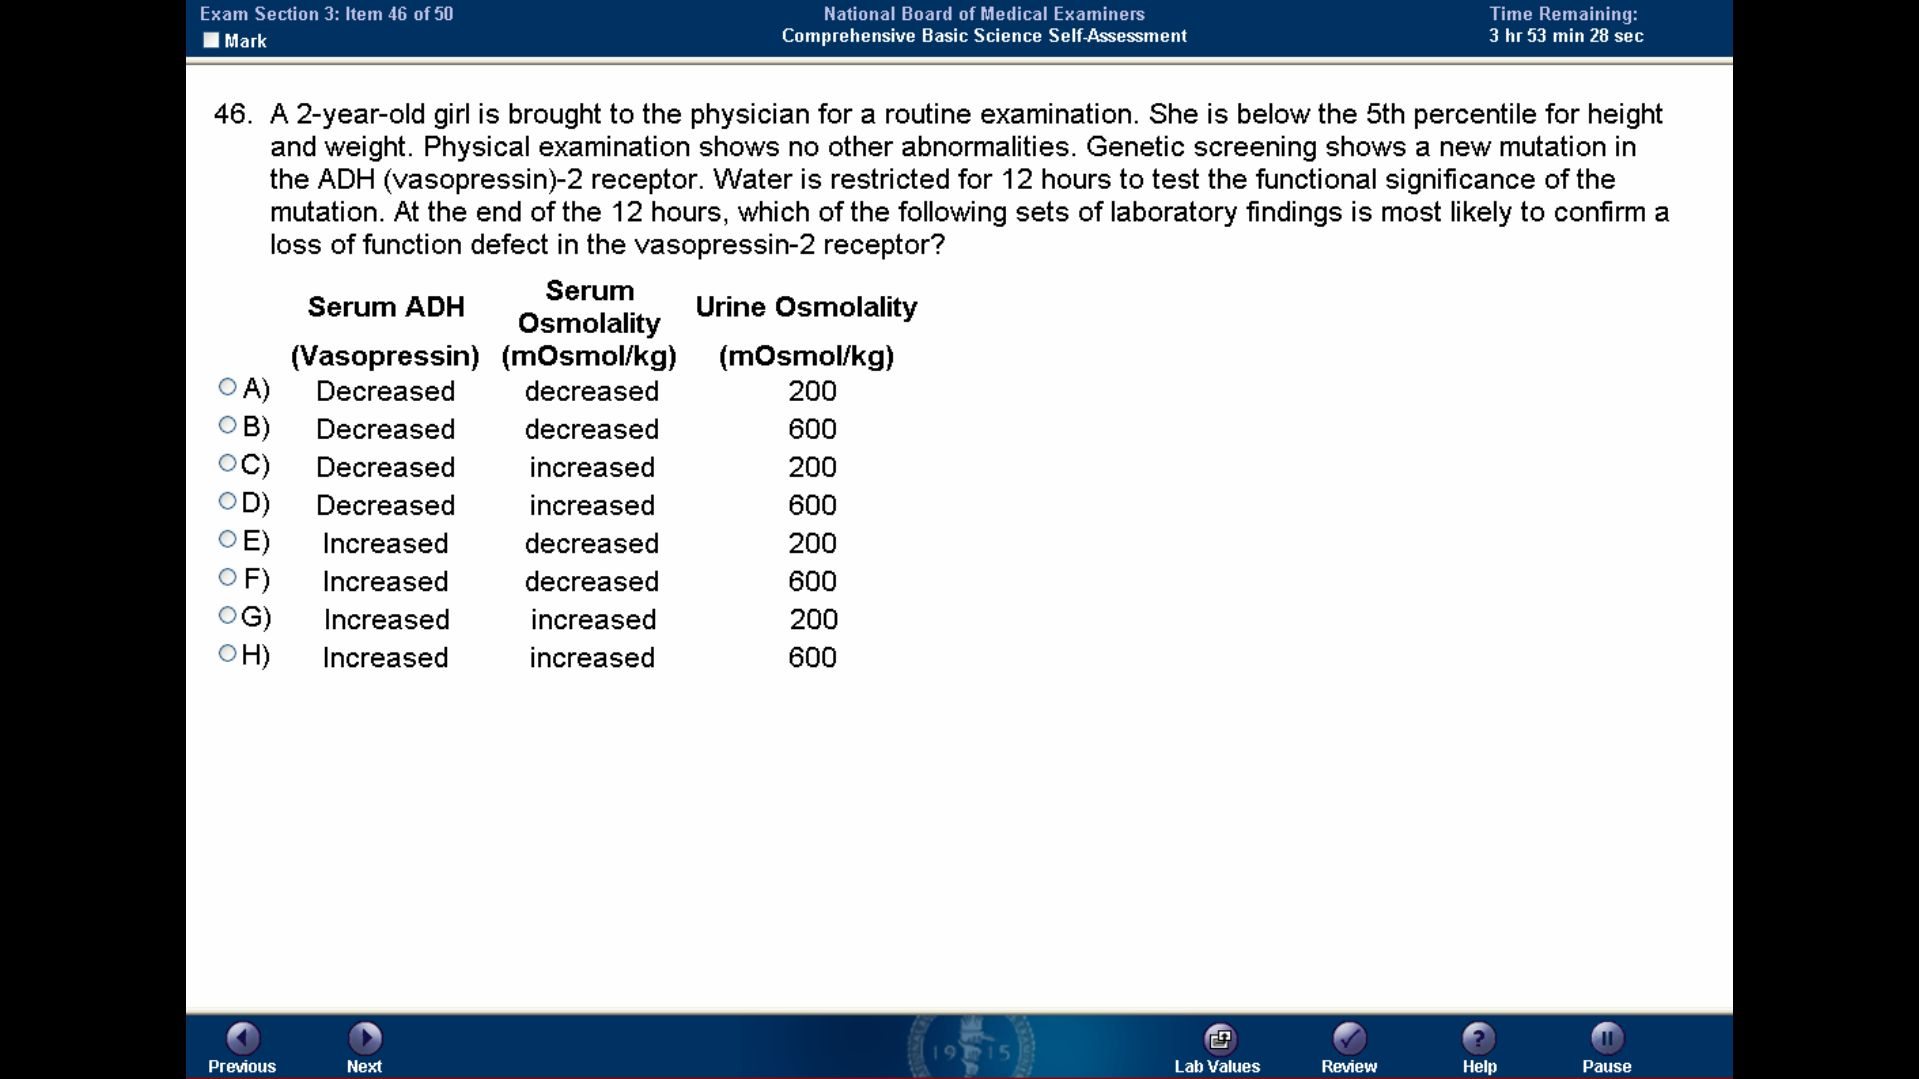 Exam Section 3: Item 46 of 50
National Board of Medical Examiners
Time Remaining:
Mark
Comprehensive Basic Science Self-Assessment
3 hr 53 min 28 sec
46. A 2-year-old girl is brought to the physician for a routine examination. She is below the 5th percentile for height
and weight. Physical examination shows no other abnormalities. Genetic screening shows a new mutation in
the ADH (vasopressin)-2 receptor. Water is restricted for 12 hours to test the functional significance of the
mutation. At the end of the 12 hours, which of the following sets of laboratory findings is most likely to confirm a
loss of function defect in the vasopressin-2 receptor?
Serum ADH
(Vasopressin)
Serum
Osmolality
(mOsmol/kg)
Urine Osmolality
(mOsmol/kg)
A) Decreased decreased 200
B) Decreased decreased 600
C) Decreased increased 200
D) Decreased increased 600
E) Increased decreased 200
F) Increased decreased 600
G) Increased increased 200
H) Increased increased 600
1915
Previous
Next
Lab Values
Review
Help
Pause